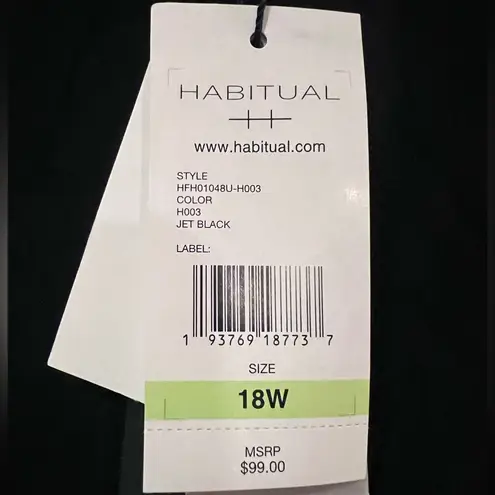 HABITUAL
www.habitual.com
STYLE
HFH01048U-H003
COLOR
H003
JET BLACK
LABEL:
1 93769 18773 7
SIZE
18W
MSRP
$99.00